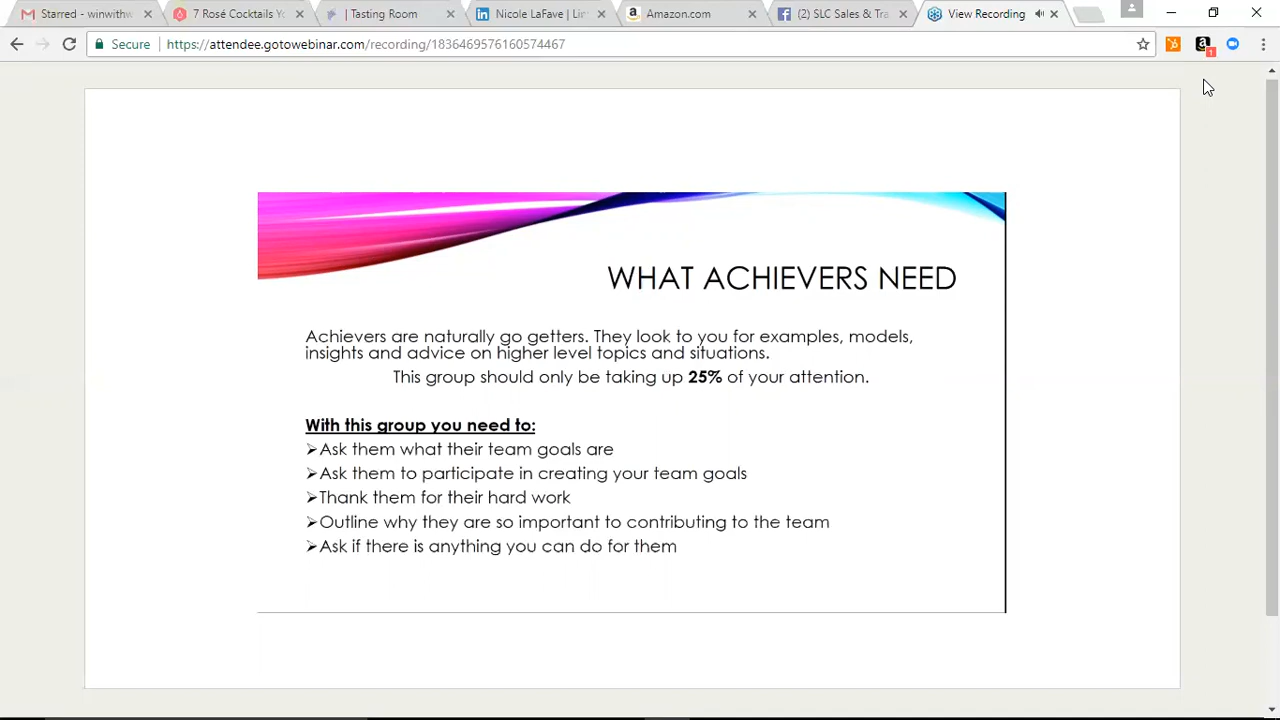 Starred - winwithw
7 Rosé Cocktails Yo
| Tasting Room
Nicole LaFave | Lin
Amazon.com
(2) SLC Sales & Tra
View Recording
Secure
https://attendee.gotowebinar.com/recording/1836459576160574467
1
WHAT ACHIEVERS NEED
Achievers are naturally go getters. They look to you for examples, models,
insights and advice on higher level topics and situations.
This group should only be taking up 25% of your attention.
With this group you need to:
➢Ask them what their team goals are
➢Ask them to participate in creating your team goals
➢Thank them for their hard work
➢Outline why they are so important to contributing to the team
➢Ask if there is anything you can do for them